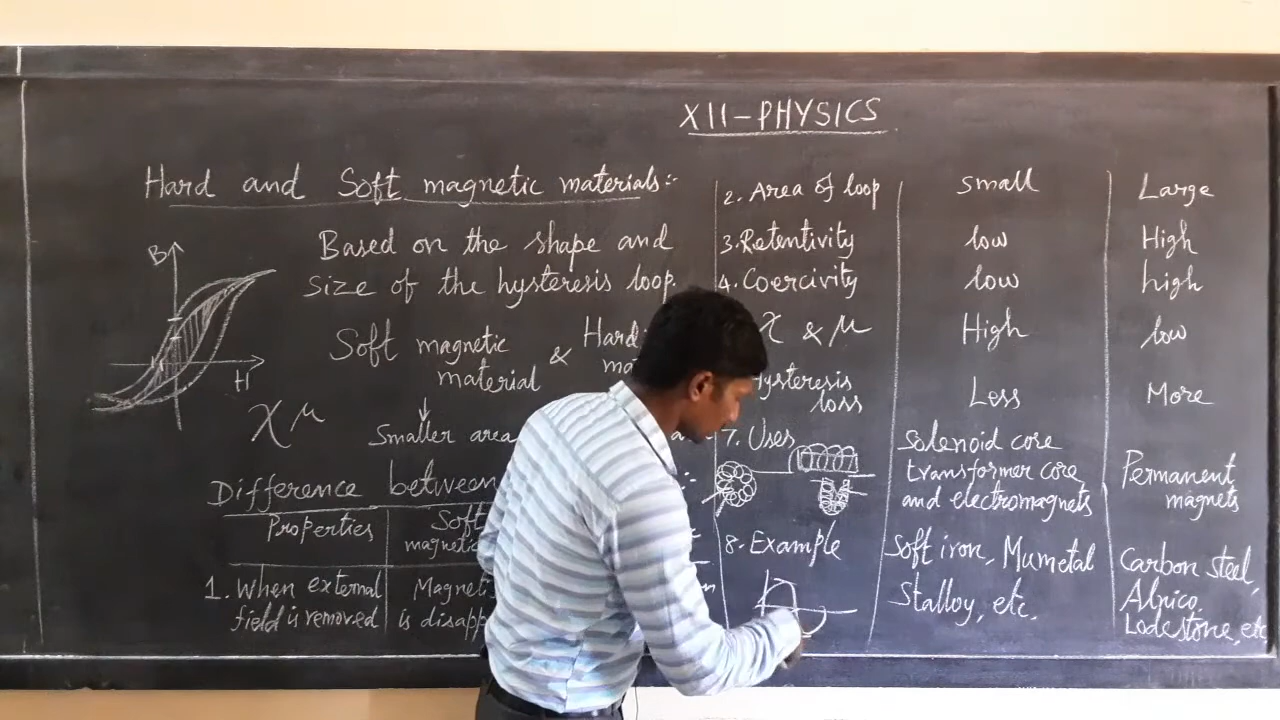 XII-PHYSICS
Hard and Soft magnetic materials:-
Based on the shape and
size of the hysteresis loop.
B
H
χ μ
Soft magnetic
material
&
Hard
Smaller area
Difference between
Properties
Soft
1. When external
field is removed
is
2. Area of loop
small
Large
3. Retentivity
low
High
4. Coercivity
low
high
χ & μ
High
low
Hysteresis
loss
Less
More
7. Uses
Solenoid core
transformer core
and electromagnets
Permanent
magnets
8. Example
Soft iron, Mumetal
Stalloy, etc.
Carbon steel,
Alnico,
Lodestone, etc